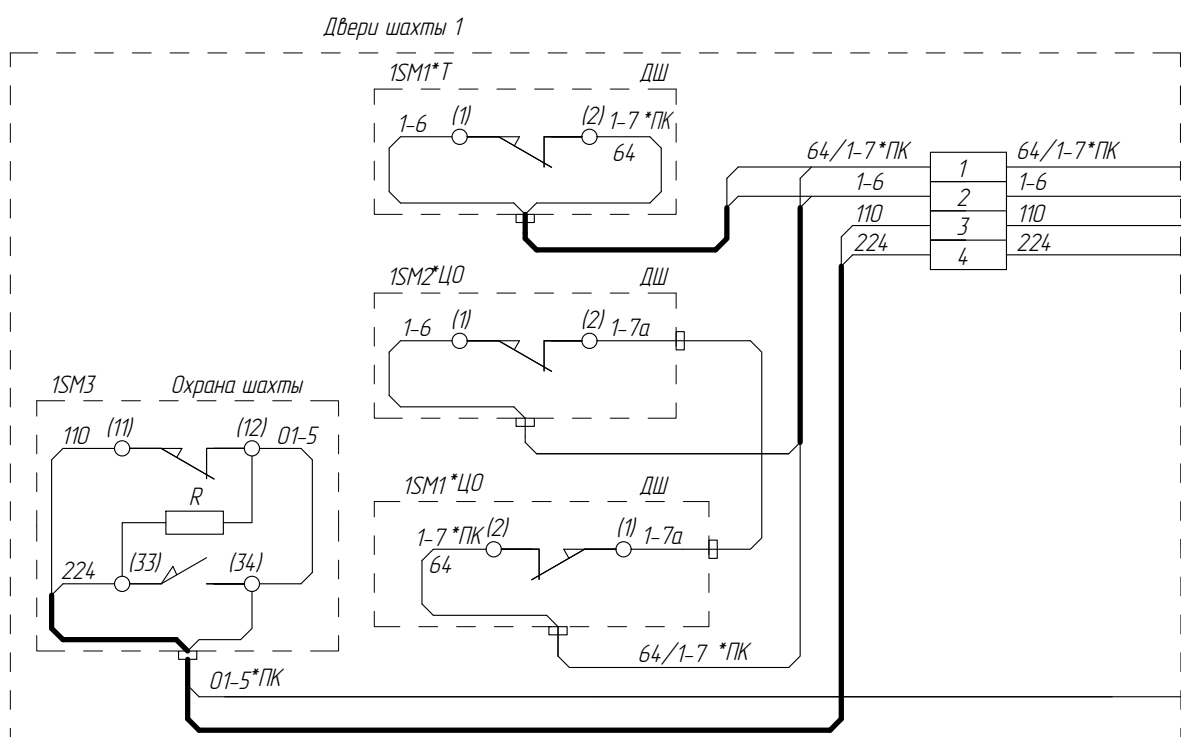 Двери шахты 1
1SM1*Т ДШ
1-6 (1) (2) 1-7 *ПК
64
64/1-7*ПК 1 64/1-7*ПК
1-6 2 1-6
110 3 110
224 4 224
1SM2*ЦО ДШ
1-6 (1) (2) 1-7а
1SM3 Охрана шахты
110 (11) (12) 01-5
R
224 (33) (34)
1SM1*ЦО ДШ
1-7 *ПК (2) (1) 1-7а
64
64/1-7 *ПК
01-5*ПК